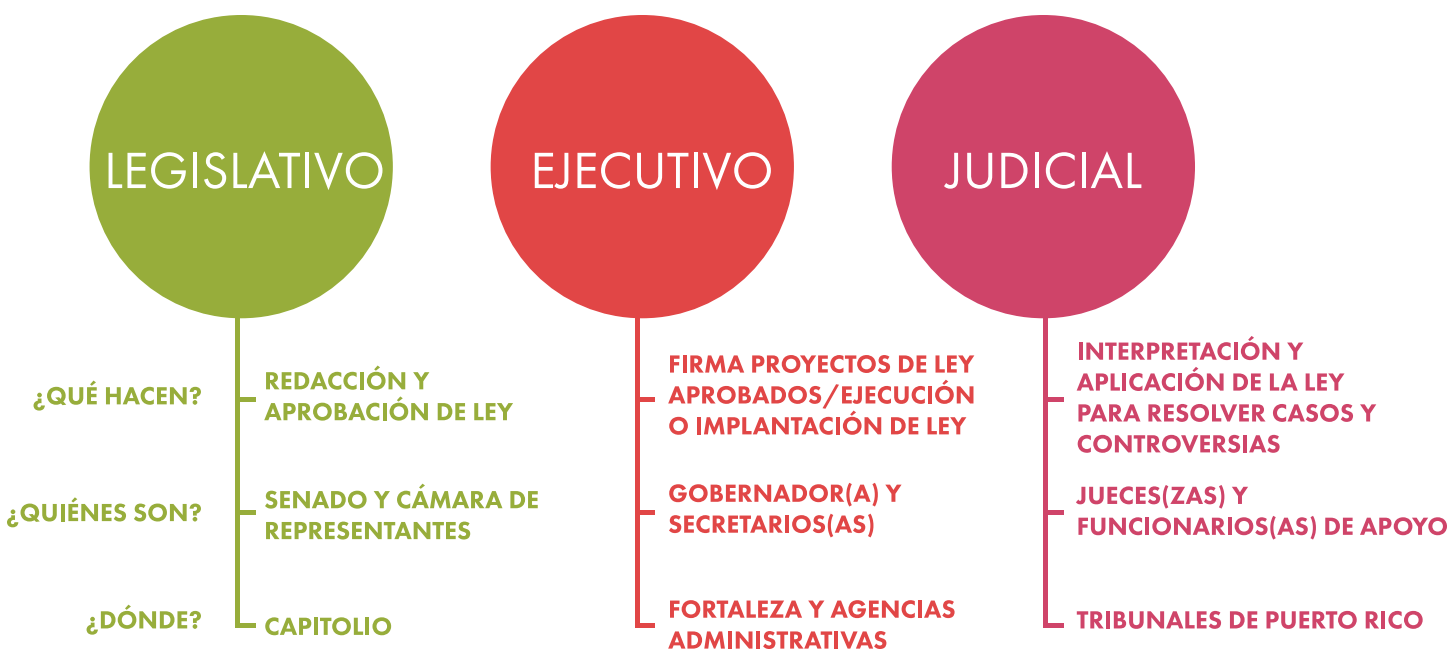 LEGISLATIVO
EJECUTIVO
JUDICIAL
¿QUÉ HACEN?
REDACCIÓN Y
APROBACIÓN DE LEY
FIRMA PROYECTOS DE LEY
APROBADOS/EJECUCIÓN
O IMPLANTACIÓN DE LEY
INTERPRETACIÓN Y
APLICACIÓN DE LA LEY
PARA RESOLVER CASOS Y
CONTROVERSIAS
¿QUIÉNES SON?
SENADO Y CÁMARA DE
REPRESENTANTES
GOBERNADOR(A) Y
SECRETARIOS(AS)
JUECES(ZAS) Y
FUNCIONARIOS(AS) DE APOYO
¿DÓNDE?
CAPITOLIO
FORTALEZA Y AGENCIAS
ADMINISTRATIVAS
TRIBUNALES DE PUERTO RICO